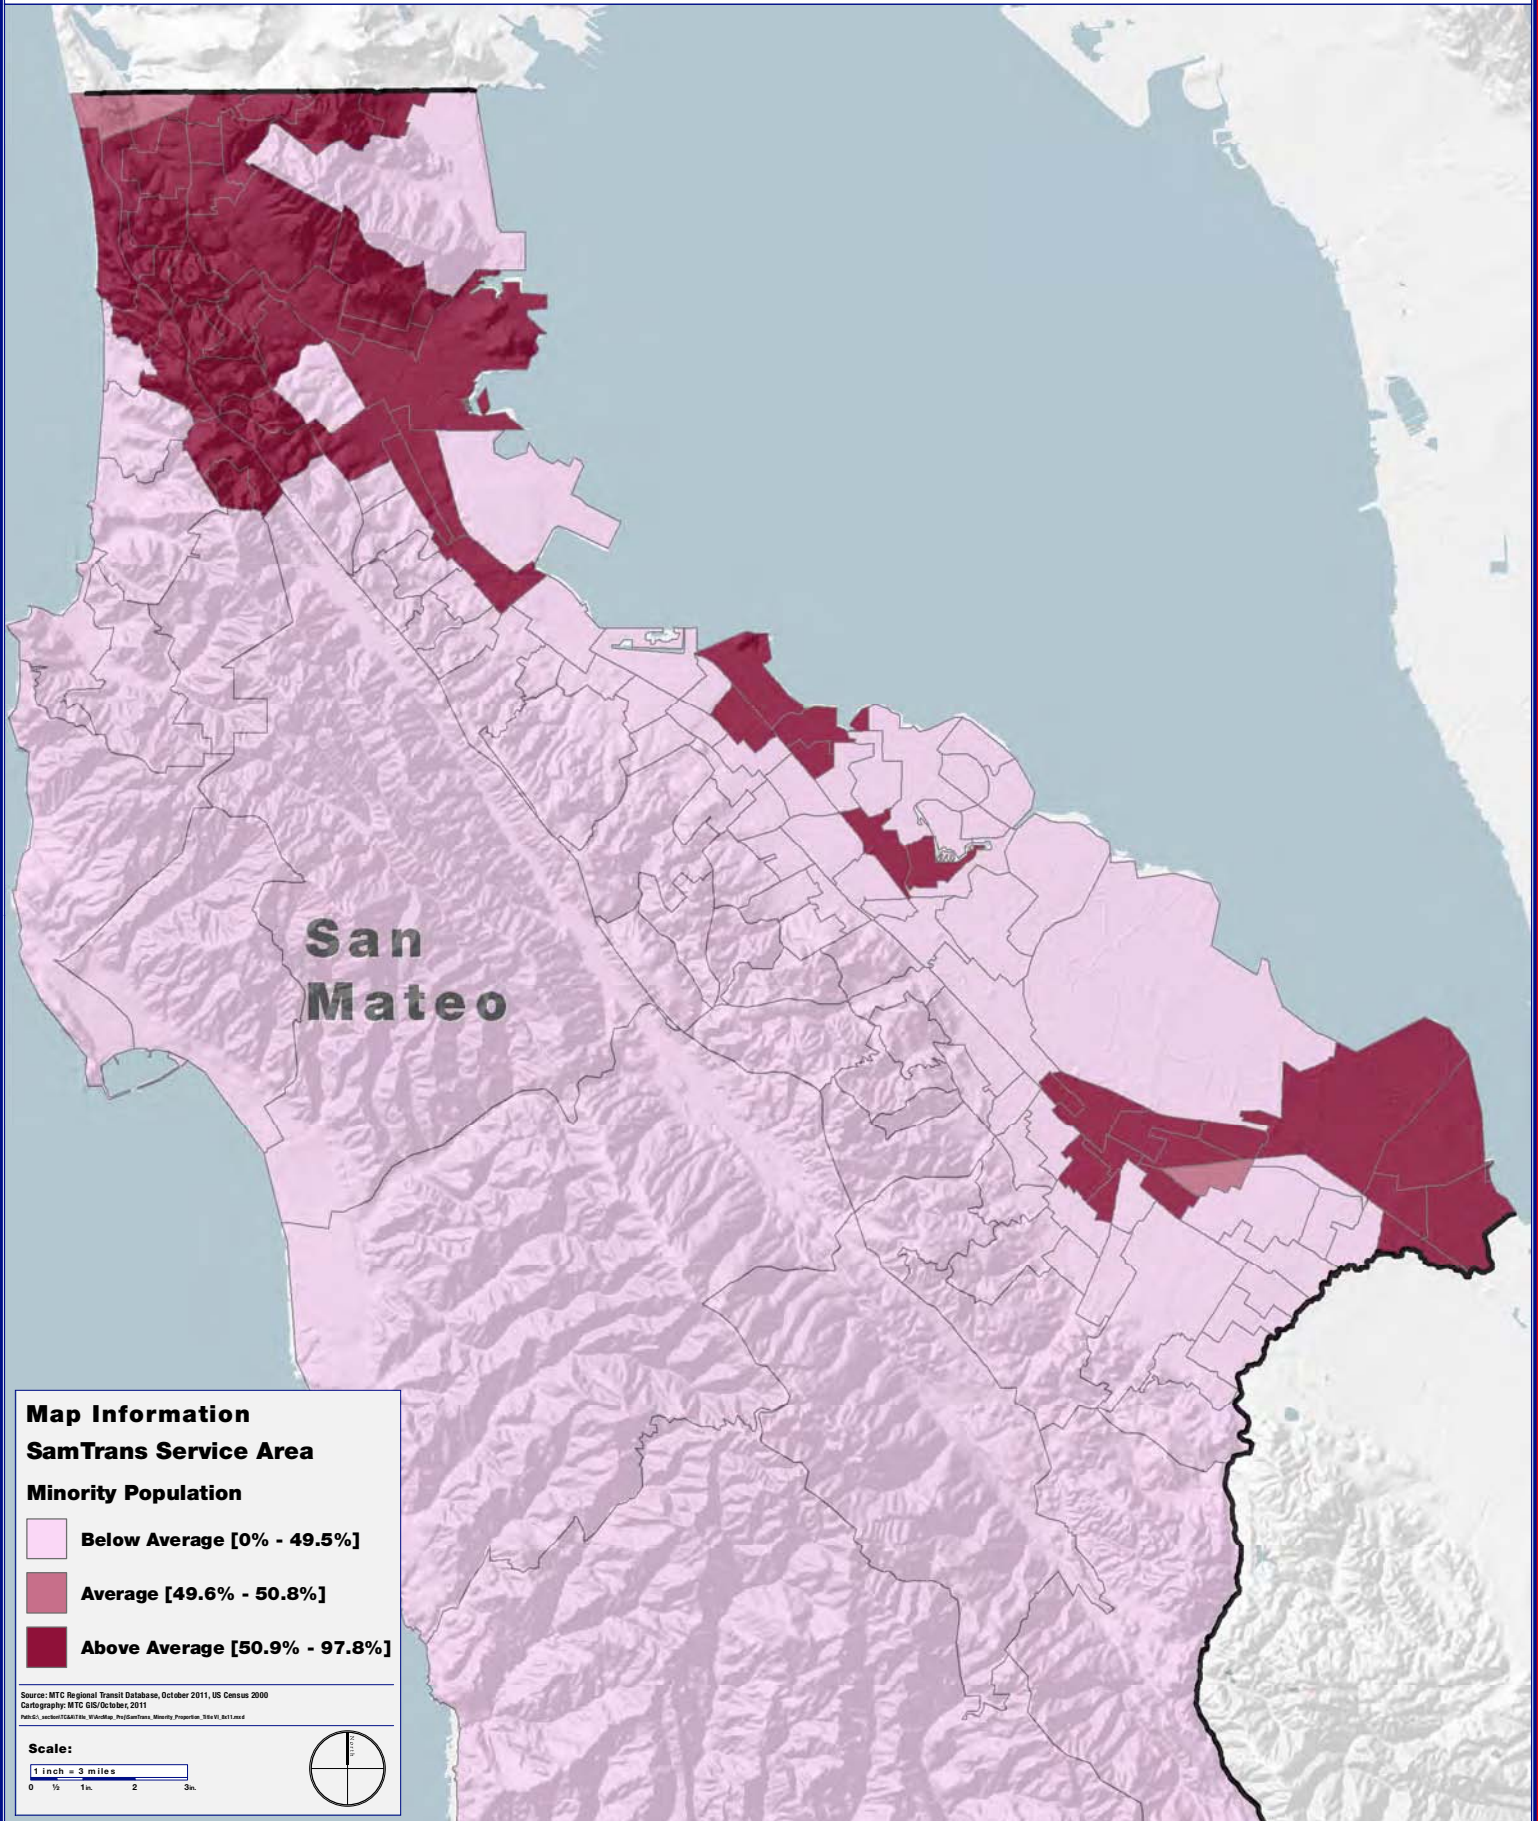 San
Mateo
Map Information
SamTrans Service Area
Minority Population
Below Average [0% - 49.5%]
Average [49.6% - 50.8%]
Above Average [50.9% - 97.8%]
Source: MTC Regional Transit Database, October 2011, US Census 2000
Cartography: MTC GIS/October, 2011
Scale:
1 inch = 3 miles
0 ½ 1in. 2 3in.
North